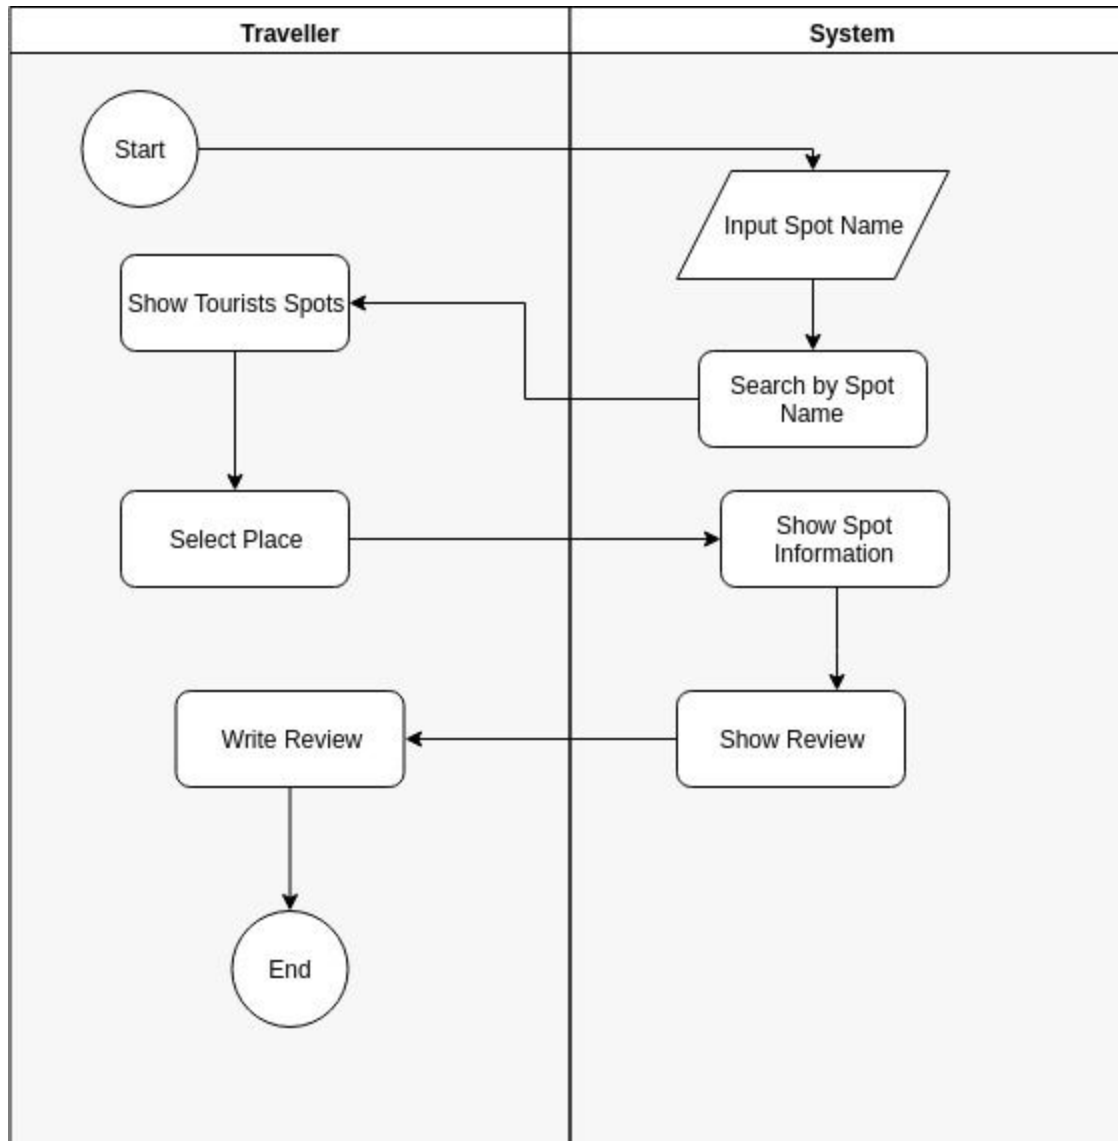 Traveller
System
Start
Input Spot Name
Show Tourists Spots
Search by Spot
Name
Select Place
Show Spot
Information
Write Review
Show Review
End